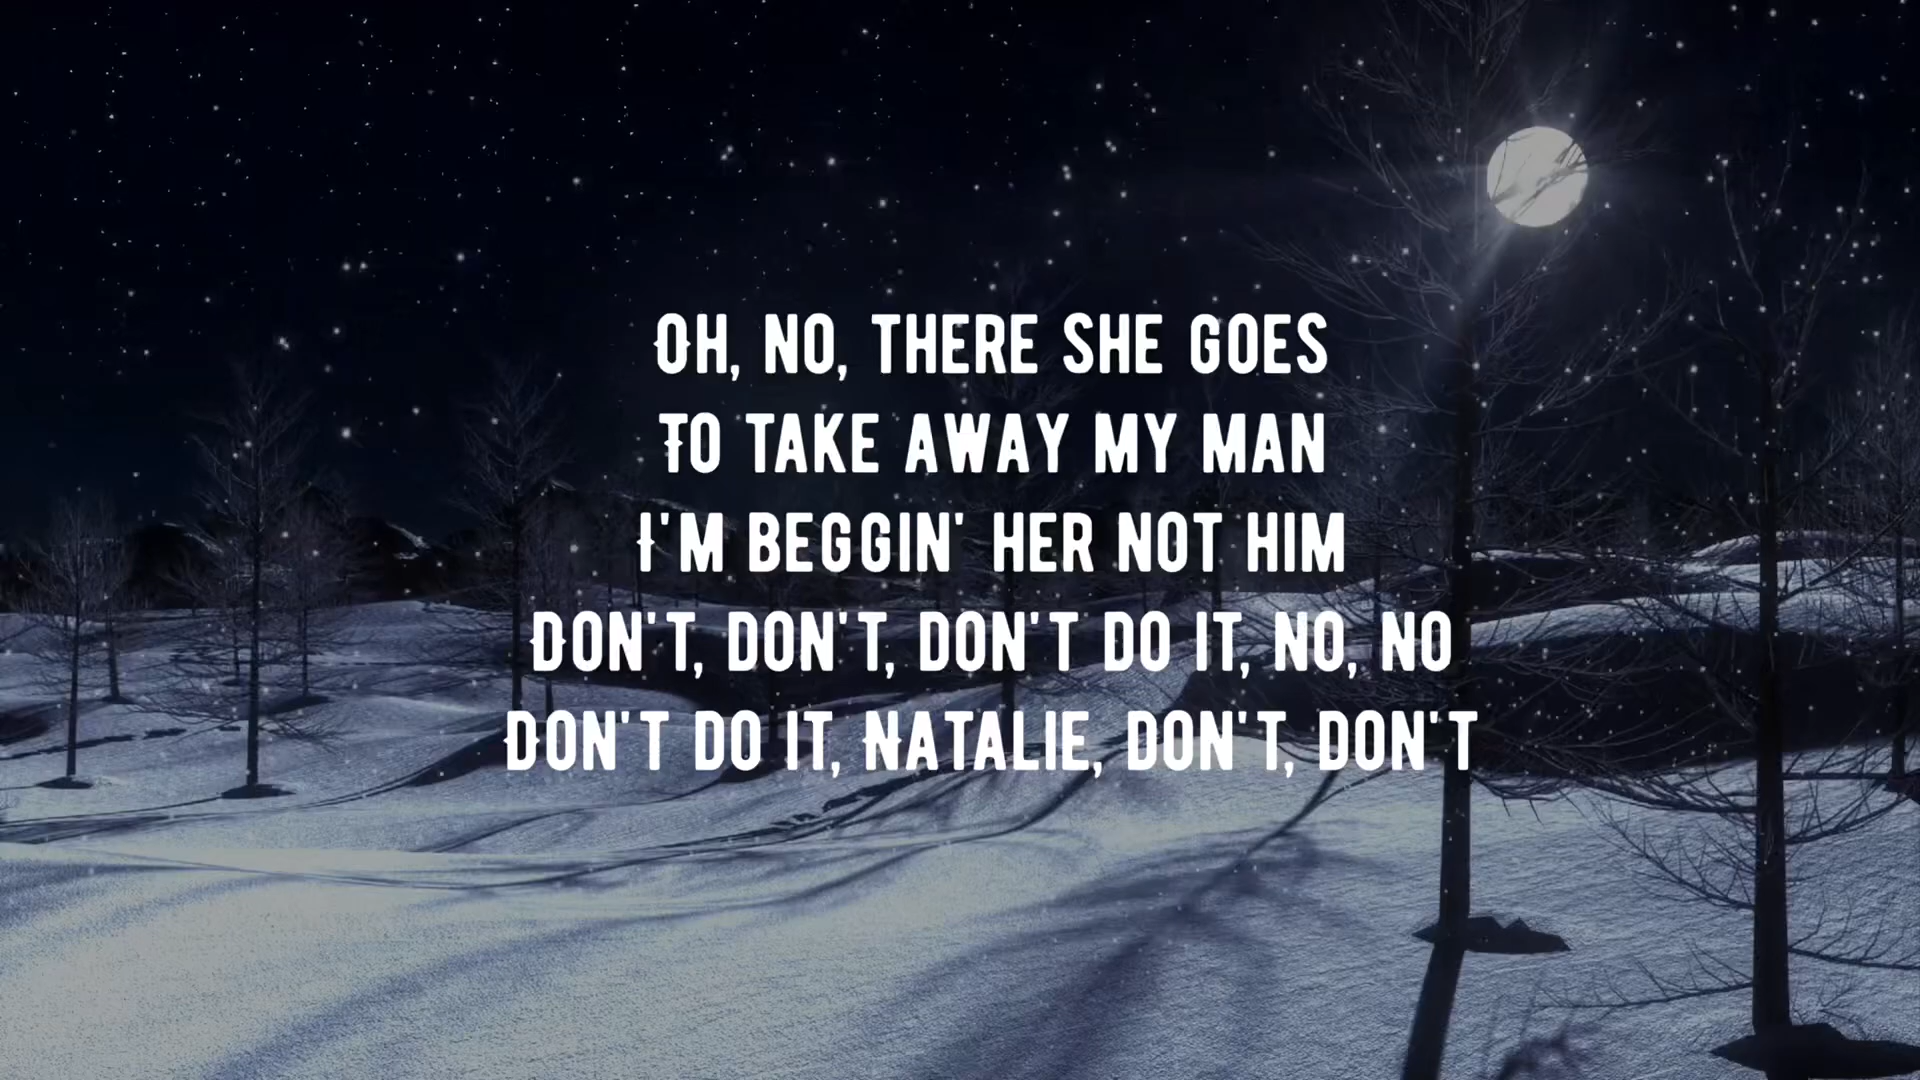 OH, NO, THERE SHE GOES
TO TAKE AWAY MY MAN
I'M BEGGIN' HER NOT HIM
DON'T, DON'T, DON'T DO IT, NO, NO
DON'T DO IT, NATALIE, DON'T, DON'T